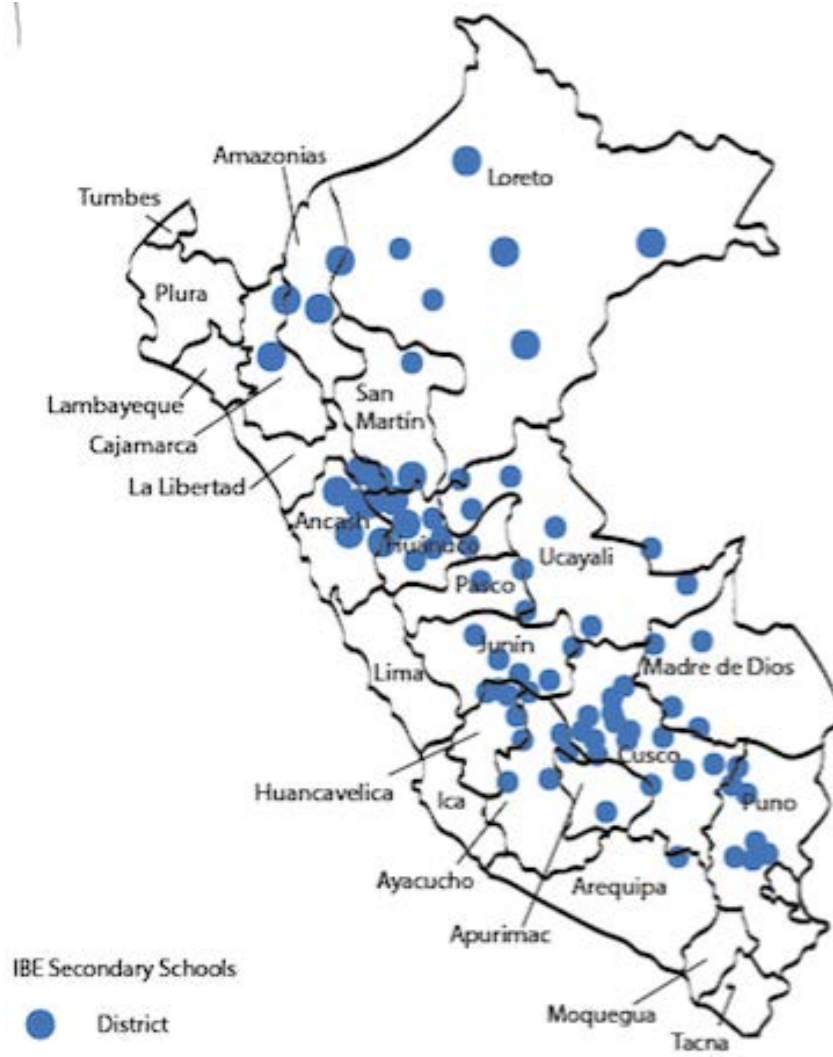 Amazonias
Loreto
Tumbes
Plura
San
Martín
Lambayeque
Cajamarca
La Libertad
Ancash
Huánuco
Ucayali
Pasco
Junín
Lima
Madre de Dios
Cusco
Huancavelica
Ica
Puno
Ayacucho
Arequipa
Apurimac
IBE Secondary Schools
Moquegua
District
Tacna